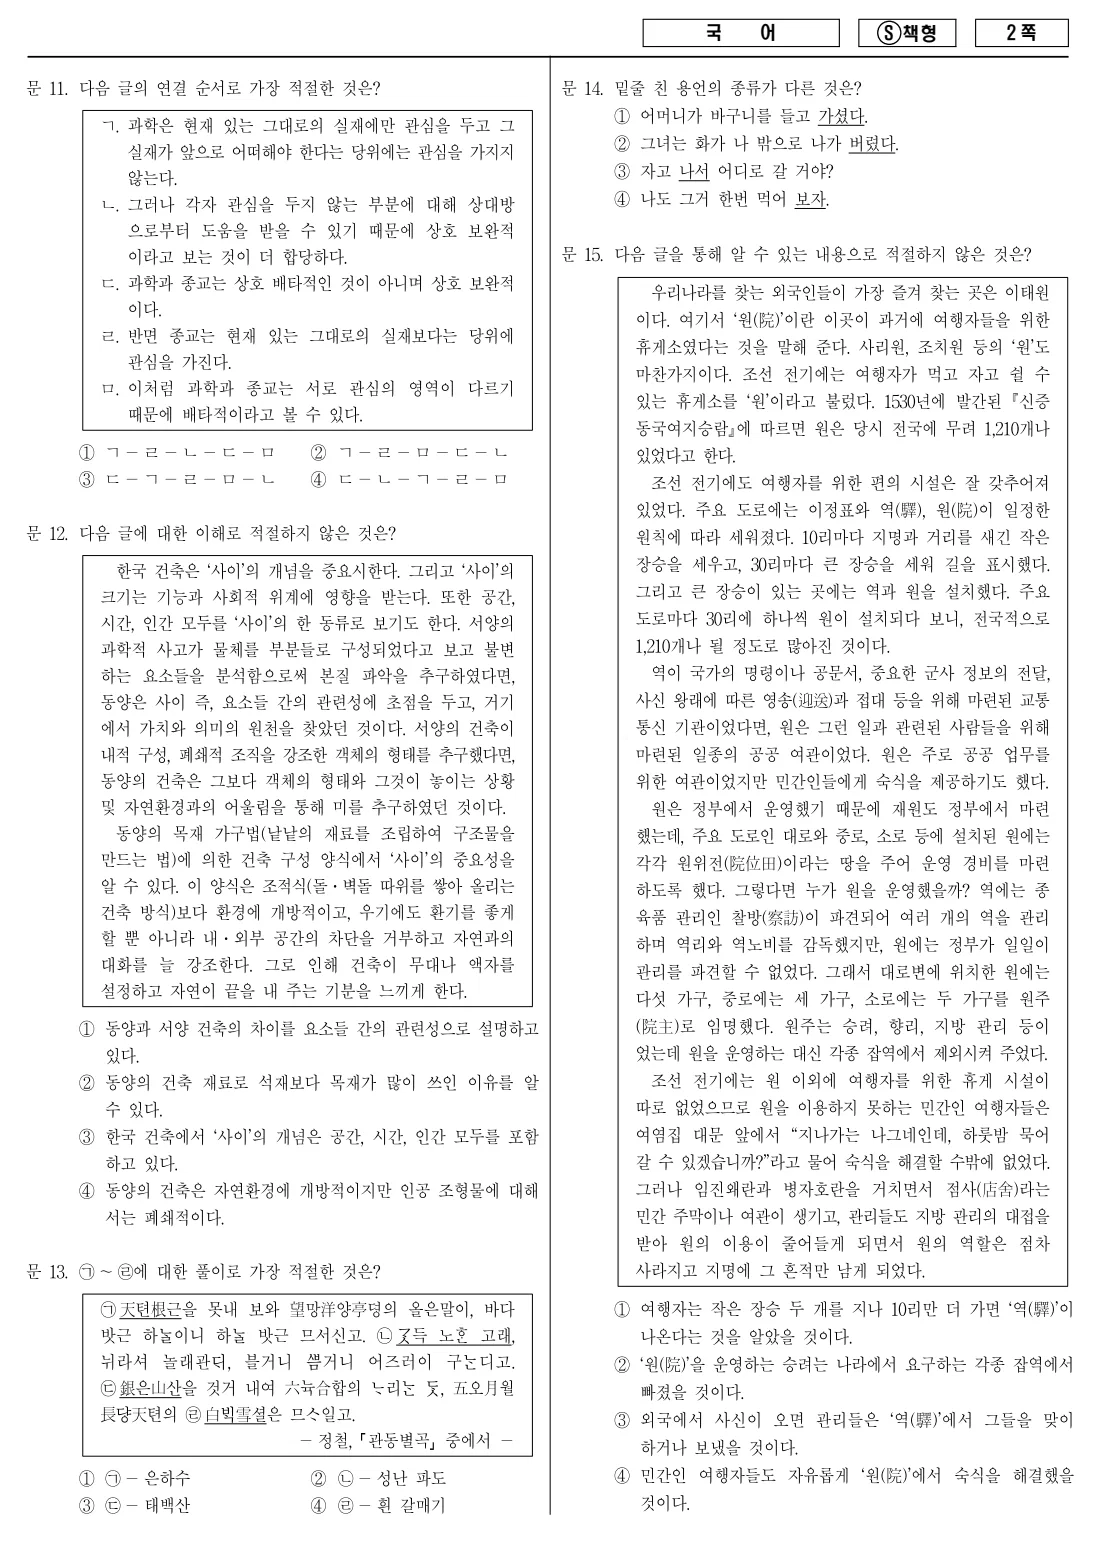 국 어
Ⓢ책형
2쪽
문 11. 다음 글의 연결 순서로 가장 적절한 것은?
ㄱ. 과학은 현재 있는 그대로의 실재에만 관심을 두고 그
실재가 앞으로 어떠해야 한다는 당위에는 관심을 가지지
않는다.
ㄴ. 그러나 각자 관심을 두지 않는 부분에 대해 상대방
으로부터 도움을 받을 수 있기 때문에 상호 보완적
이라고 보는 것이 더 합당하다.
ㄷ. 과학과 종교는 상호 배타적인 것이 아니며 상호 보완적
이다.
ㄹ. 반면 종교는 현재 있는 그대로의 실재보다는 당위에
관심을 가진다.
ㅁ. 이처럼 과학과 종교는 서로 관심의 영역이 다르기
때문에 배타적이라고 볼 수 있다.
① ㄱ - ㄹ - ㄴ - ㄷ - ㅁ ② ㄱ - ㄹ - ㅁ - ㄷ - ㄴ
③ ㄷ - ㄱ - ㄹ - ㅁ - ㄴ ④ ㄷ - ㄴ - ㄱ - ㄹ - ㅁ
문 12. 다음 글에 대한 이해로 적절하지 않은 것은?
한국 건축은 ‘사이’의 개념을 중요시한다. 그리고 ‘사이’의
크기는 기능과 사회적 위계에 영향을 받는다. 또한 공간,
시간, 인간 모두를 ‘사이’의 한 동류로 보기도 한다. 서양의
과학적 사고가 물체를 부분들로 구성되었다고 보고 불변
하는 요소들을 분석함으로써 본질 파악을 추구하였다면,
동양은 사이 즉, 요소들 간의 관련성에 초점을 두고, 거기
에서 가치와 의미의 원천을 찾았던 것이다. 서양의 건축이
내적 구성, 폐쇄적 조직을 강조한 객체의 형태를 추구했다면,
동양의 건축은 그보다 객체의 형태와 그것이 놓이는 상황
및 자연환경과의 어울림을 통해 미를 추구하였던 것이다.
동양의 목재 가구법(낱낱의 재료를 조립하여 구조물을
만드는 법)에 의한 건축 구성 양식에서 ‘사이’의 중요성을
알 수 있다. 이 양식은 조적식(돌·벽돌 따위를 쌓아 올리는
건축 방식)보다 환경에 개방적이고, 우기에도 환기를 좋게
할 뿐 아니라 내·외부 공간의 차단을 거부하고 자연과의
대화를 늘 강조한다. 그로 인해 건축이 무대나 액자를
설정하고 자연이 끝을 내 주는 기분을 느끼게 한다.
① 동양과 서양 건축의 차이를 요소들 간의 관련성으로 설명하고
있다.
② 동양의 건축 재료로 석재보다 목재가 많이 쓰인 이유를 알
수 있다.
③ 한국 건축에서 ‘사이’의 개념은 공간, 시간, 인간 모두를 포함
하고 있다.
④ 동양의 건축은 자연환경에 개방적이지만 인공 조형물에 대해
서는 폐쇄적이다.
문 13. ㉠ ~ ㉣에 대한 풀이로 가장 적절한 것은?
㉠天텬根근을 못내 보와 望망洋양亭뎡의 올은말이, 바다
밧근 하놀이니 하놀 밧근 므서신고. ㉡ᄀᆞᆺ득 노ᄒᆞᆫ 고래,
뉘라셔 놀래관ᄃᆡ, 블거니 ᄲᅳᆷ거니 어즈러이 구ᄂᆞᆫ디고.
㉢銀은山산을 것거 내여 六뉵合합의 ᄂᆞ리ᄂᆞᆫ ᄃᆞᆺ, 五오月월
長댱天텬의 ㉣白ᄇᆡᆨ雪셜은 므ᄉᆞ일고.
- 정철,「관동별곡」 중에서 -
① ㉠ - 은하수 ② ㉡ - 성난 파도
③ ㉢ - 태백산 ④ ㉣ - 흰 갈매기
문 14. 밑줄 친 용언의 종류가 다른 것은?
① 어머니가 바구니를 들고 가셨다.
② 그녀는 화가 나 밖으로 나가 버렸다.
③ 자고 나서 어디로 갈 거야?
④ 나도 그거 한번 먹어 보자.
문 15. 다음 글을 통해 알 수 있는 내용으로 적절하지 않은 것은?
우리나라를 찾는 외국인들이 가장 즐겨 찾는 곳은 이태원
이다. 여기서 ‘원(院)’이란 이곳이 과거에 여행자들을 위한
휴게소였다는 것을 말해 준다. 사리원, 조치원 등의 ‘원’도
마찬가지이다. 조선 전기에는 여행자가 먹고 자고 쉴 수
있는 휴게소를 ‘원’이라고 불렀다. 1530년에 발간된 『신증
동국여지승람』에 따르면 원은 당시 전국에 무려 1,210개나
있었다고 한다.
조선 전기에도 여행자를 위한 편의 시설은 잘 갖추어져
있었다. 주요 도로에는 이정표와 역(驛), 원(院)이 일정한
원칙에 따라 세워졌다. 10리마다 지명과 거리를 새긴 작은
장승을 세우고, 30리마다 큰 장승을 세워 길을 표시했다.
그리고 큰 장승이 있는 곳에는 역과 원을 설치했다. 주요
도로마다 30리에 하나씩 원이 설치되다 보니, 전국적으로
1,210개나 될 정도로 많아진 것이다.
역이 국가의 명령이나 공문서, 중요한 군사 정보의 전달,
사신 왕래에 따른 영송(迎送)과 접대 등을 위해 마련된 교통
통신 기관이었다면, 원은 그런 일과 관련된 사람들을 위해
마련된 일종의 공공 여관이었다. 원은 주로 공공 업무를
위한 여관이었지만 민간인들에게 숙식을 제공하기도 했다.
원은 정부에서 운영했기 때문에 재원도 정부에서 마련
했는데, 주요 도로인 대로와 중로, 소로 등에 설치된 원에는
각각 원위전(院位田)이라는 땅을 주어 운영 경비를 마련
하도록 했다. 그렇다면 누가 원을 운영했을까? 역에는 종
육품 관리인 찰방(察訪)이 파견되어 여러 개의 역을 관리
하며 역리와 역노비를 감독했지만, 원에는 정부가 일일이
관리를 파견할 수 없었다. 그래서 대로변에 위치한 원에는
다섯 가구, 중로에는 세 가구, 소로에는 두 가구를 원주
(院主)로 임명했다. 원주는 승려, 향리, 지방 관리 등이
었는데 원을 운영하는 대신 각종 잡역에서 제외시켜 주었다.
조선 전기에는 원 이외에 여행자를 위한 휴게 시설이
따로 없었으므로 원을 이용하지 못하는 민간인 여행자들은
여염집 대문 앞에서 “지나가는 나그네인데, 하룻밤 묵어
갈 수 있겠습니까?”라고 물어 숙식을 해결할 수밖에 없었다.
그러나 임진왜란과 병자호란을 거치면서 점사(店舍)라는
민간 주막이나 여관이 생기고, 관리들도 지방 관리의 대접을
받아 원의 이용이 줄어들게 되면서 원의 역할은 점차
사라지고 지명에 그 흔적만 남게 되었다.
① 여행자는 작은 장승 두 개를 지나 10리만 더 가면 ‘역(驛)’이
나온다는 것을 알았을 것이다.
② ‘원(院)’을 운영하는 승려는 나라에서 요구하는 각종 잡역에서
빠졌을 것이다.
③ 외국에서 사신이 오면 관리들은 ‘역(驛)’에서 그들을 맞이
하거나 보냈을 것이다.
④ 민간인 여행자들도 자유롭게 ‘원(院)’에서 숙식을 해결했을
것이다.